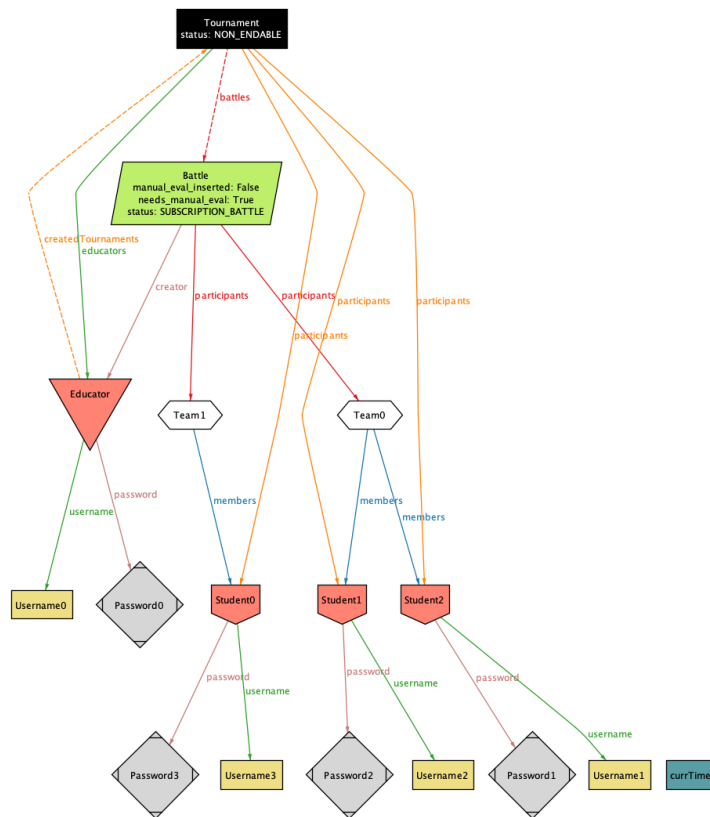 Tournament
status: NON_ENDABLE
battles
Battle
manual_eval_inserted: False
needs_manual_eval: True
status: SUBSCRIPTION_BATTLE
createdTournaments
educators
creator
participants
participants
participants
participants
participants
Educator
Team1
Team0
password
username
members
members
members
Username0
Password0
Student0
Student1
Student2
password
username
password
username
password
username
Password3
Username3
Password2
Username2
Password1
Username1
currTime